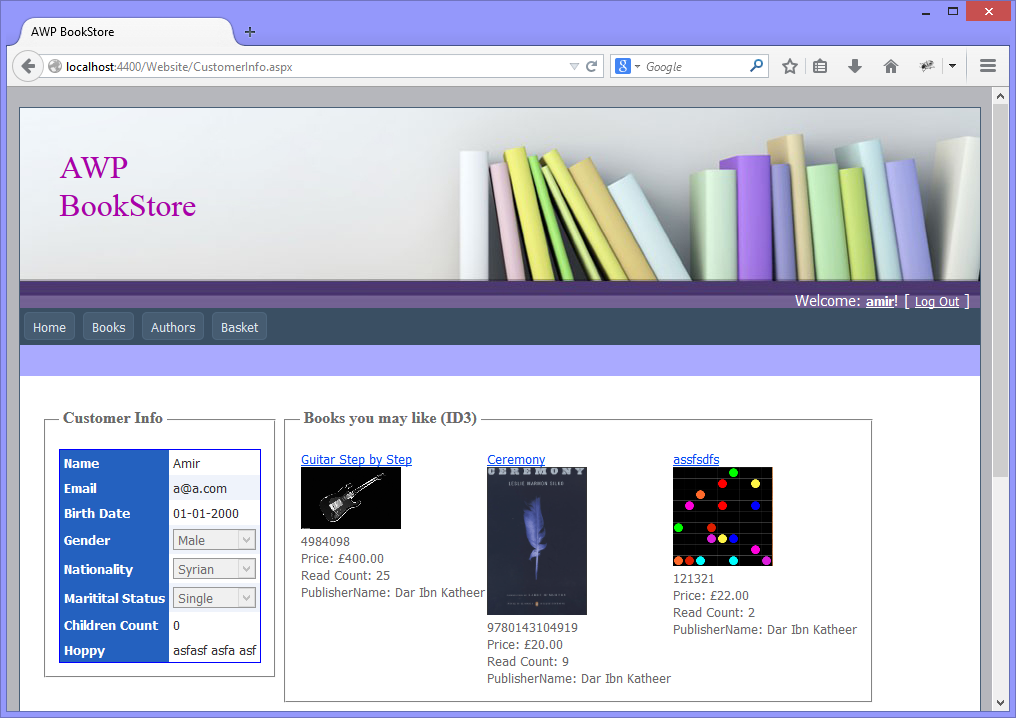 AWP BookStore
localhost:4400/Website/CustomerInfo.aspx
Google
AWP
BookStore
Welcome: amir! [ Log Out ]
Home Books Authors Basket
Customer Info
Name Amir
Email a@a.com
Birth Date 01-01-2000
Gender Male
Nationality Syrian
Maritital Status Single
Children Count 0
Hoppy asfasf asfa asf
Books you may like (ID3)
Guitar Step by Step
4984098
Price: £400.00
Read Count: 25
PublisherName: Dar Ibn Katheer
Ceremony
CEREMONY
9780143104919
Price: £20.00
Read Count: 9
PublisherName: Dar Ibn Katheer
assfsdfs
121321
Price: £22.00
Read Count: 2
PublisherName: Dar Ibn Katheer